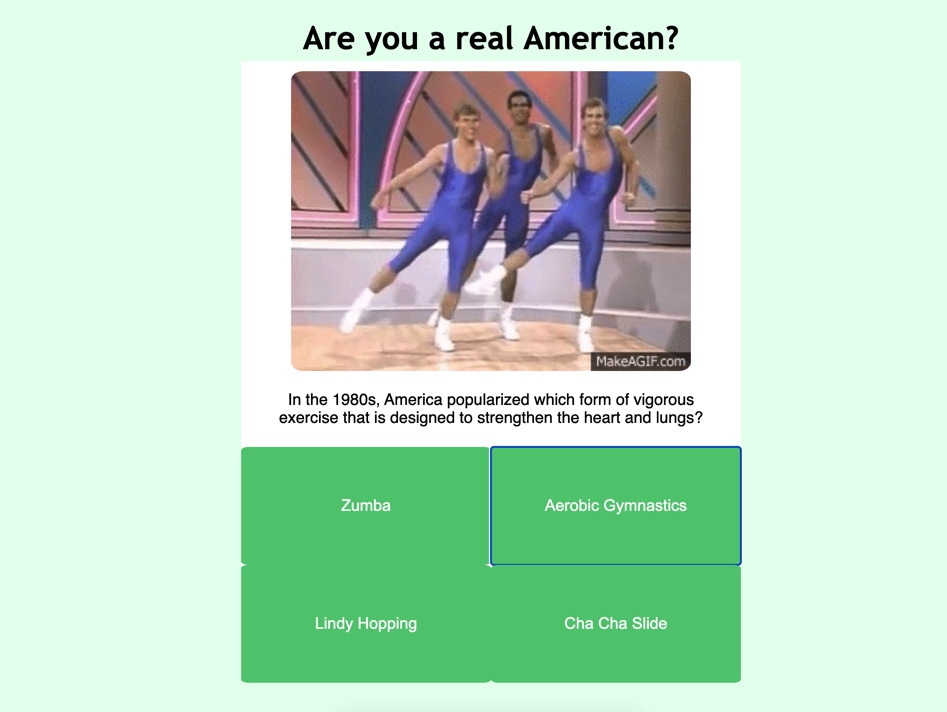 Are you a real American?
MakeAGIF.com
In the 1980s, America popularized which form of vigorous
exercise that is designed to strengthen the heart and lungs?
Zumba
Aerobic Gymnastics
Lindy Hopping
Cha Cha Slide